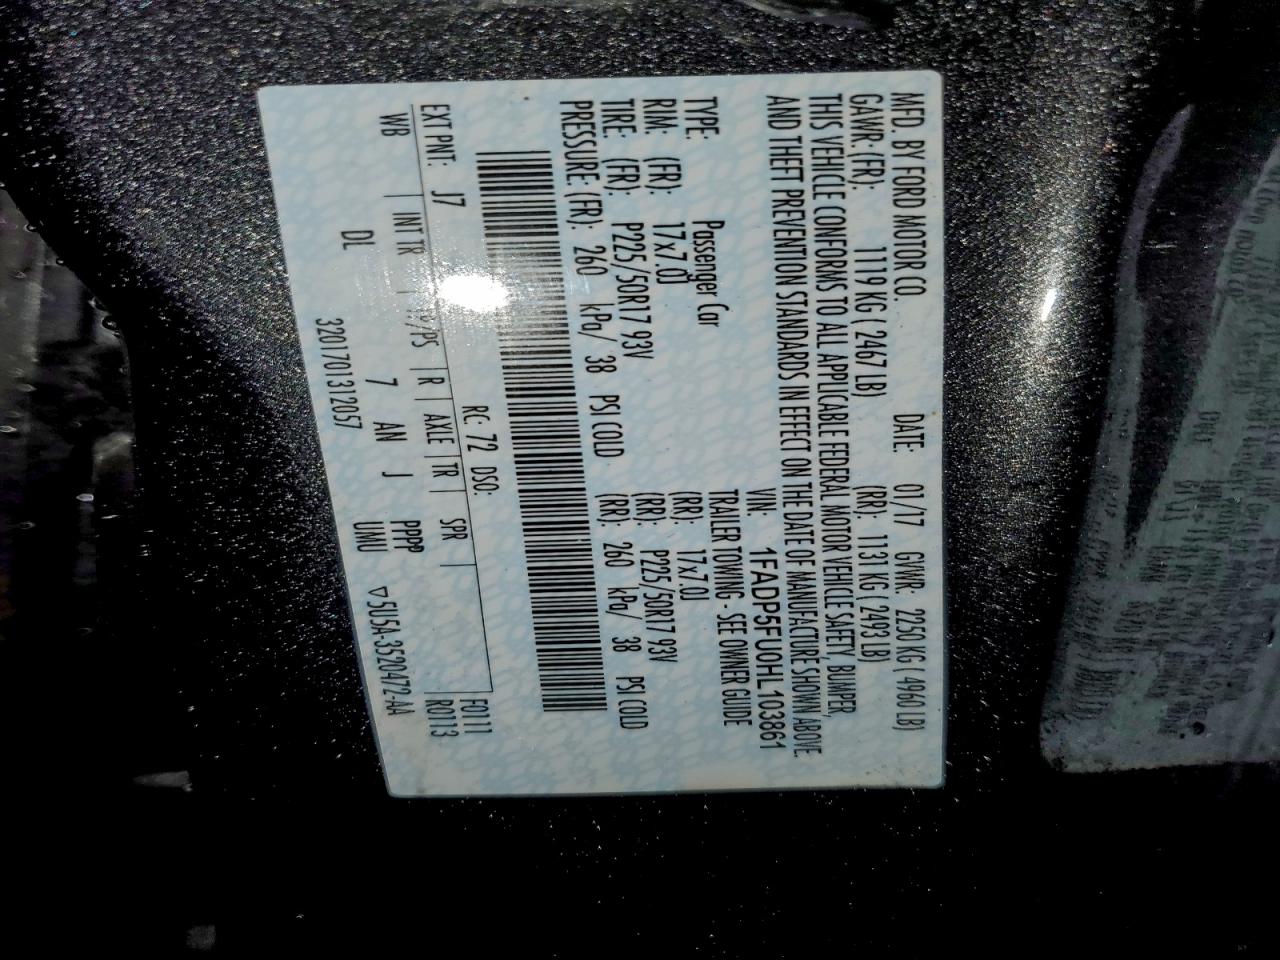 MFD. BY FORD MOTOR CO. DATE: 01/17 GVWR: 2250 KG ( 4960 LB)
GAWR: (FR): 1119 KG ( 2467 LB) (RR): 1131 KG ( 2493 LB)
THIS VEHICLE CONFORMS TO ALL APPLICABLE FEDERAL MOTOR VEHICLE SAFETY, BUMPER,
AND THEFT PREVENTION STANDARDS IN EFFECT ON THE DATE OF MANUFACTURE SHOWN ABOVE.
VIN: 1FADP5FU0HL103861
TYPE: Passenger Car TRAILER TOWING - SEE OWNER GUIDE
RIM: (FR): 17x7.0J (RR): 17x7.0J
TIRE: (FR): P225/50R17 93V (RR): P225/50R17 93V
PRESSURE: (FR): 260 kPa/ 38 PSI COLD (RR): 260 kPa/ 38 PSI COLD
RC: 72 DSO: F0111
EXT PNT: J7 R0113
WB INT TR TP/PS R AXLE TR SPR
DL 7 AN J PPPP
UMU ▽5U5A-3520472-AA
320170131 2057